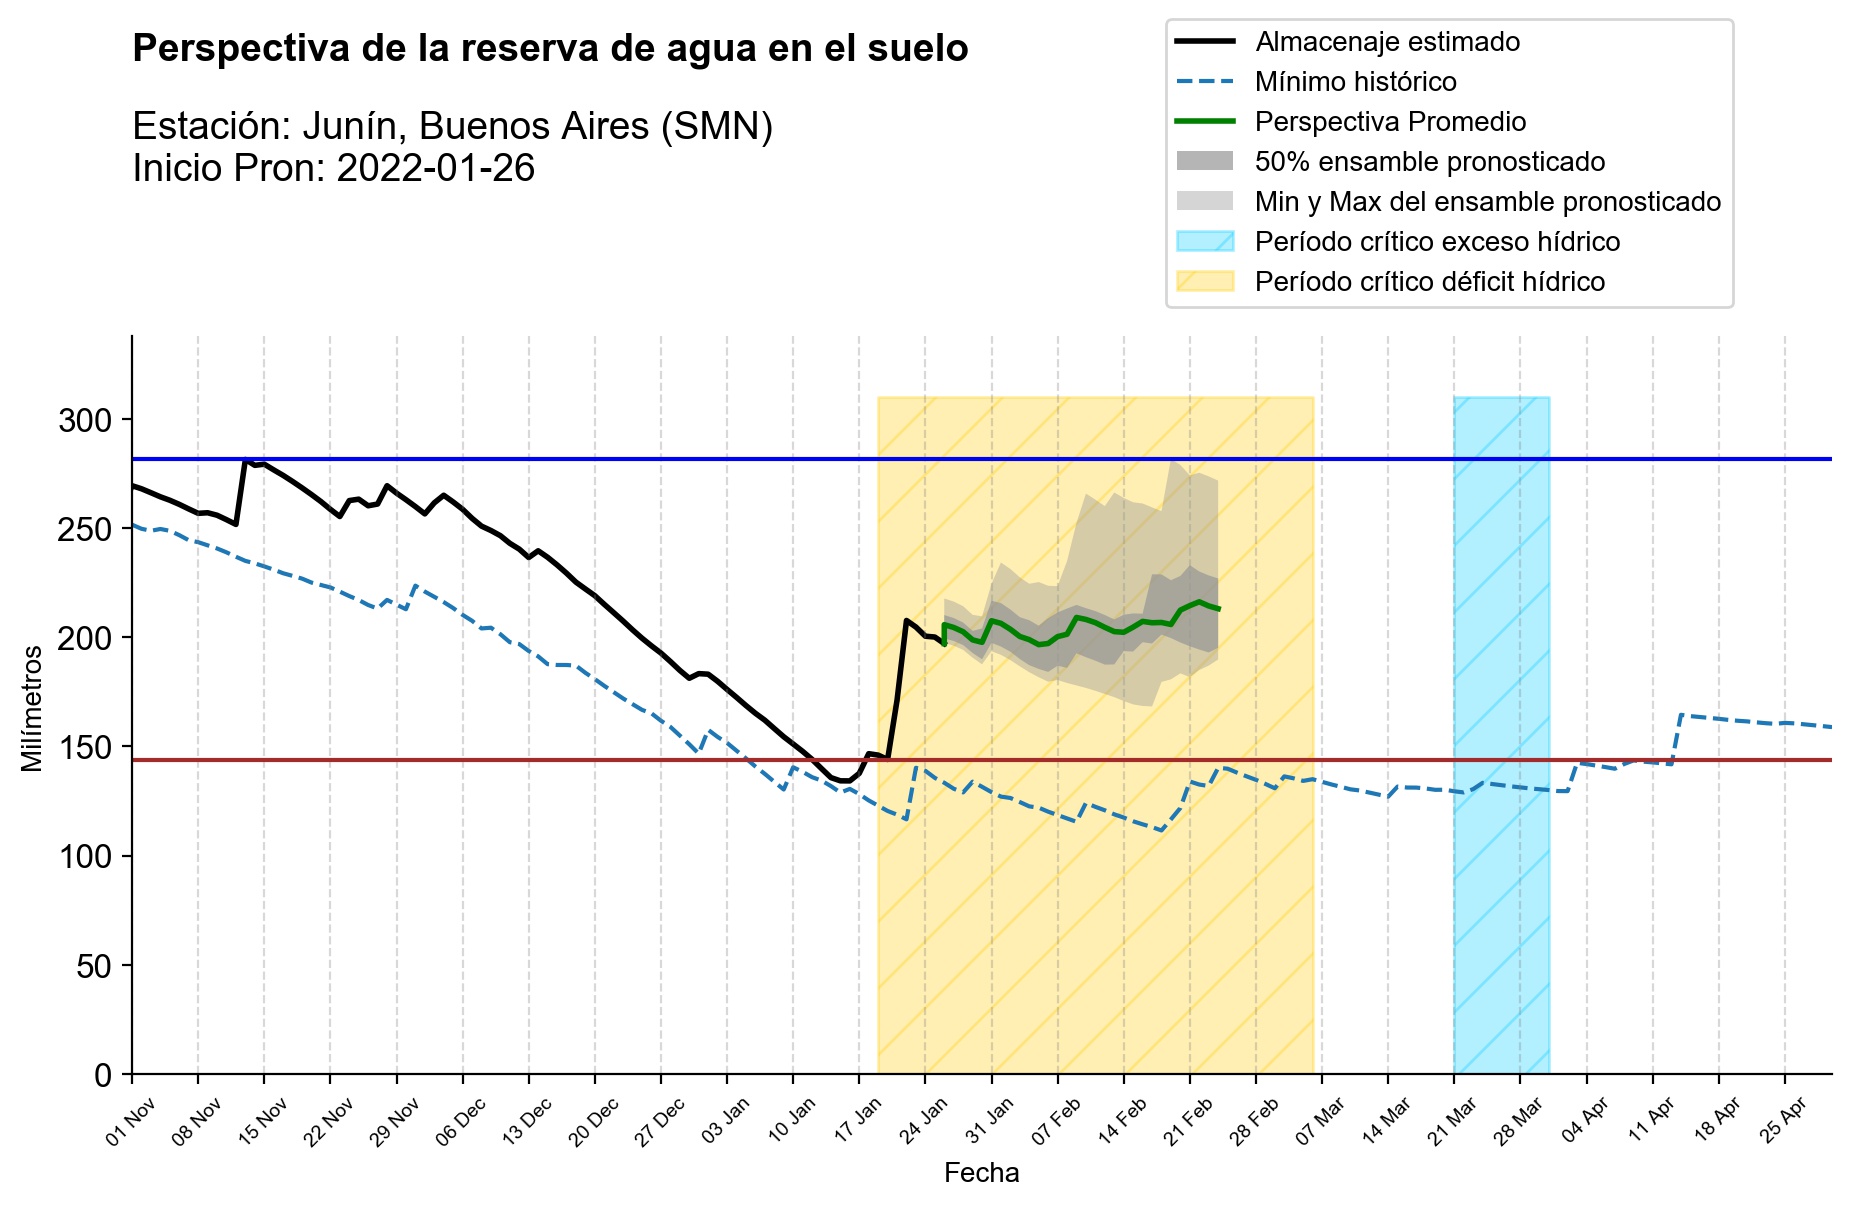 Perspectiva de la reserva de agua en el suelo
Estación: Junín, Buenos Aires (SMN)
Inicio Pron: 2022-01-26
Almacenaje estimado
Mínimo histórico
Perspectiva Promedio
50% ensamble pronosticado
Min y Max del ensamble pronosticado
Período crítico exceso hídrico
Período crítico déficit hídrico
Milímetros
300
250
200
150
100
50
0
01 Nov
08 Nov
15 Nov
22 Nov
29 Nov
06 Dec
13 Dec
20 Dec
27 Dec
03 Jan
10 Jan
17 Jan
24 Jan
31 Jan
07 Feb
14 Feb
21 Feb
28 Feb
07 Mar
14 Mar
21 Mar
28 Mar
04 Apr
11 Apr
18 Apr
25 Apr
Fecha